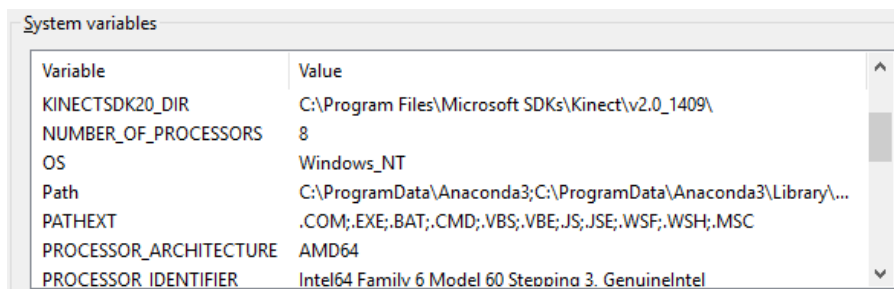 System variables
Variable Value
KINECTSDK20_DIR C:\Program Files\Microsoft SDKs\Kinect\v2.0_1409\
NUMBER_OF_PROCESSORS 8
OS Windows_NT
Path C:\ProgramData\Anaconda3;C:\ProgramData\Anaconda3\Library\...
PATHEXT .COM;.EXE;.BAT;.CMD;.VBS;.VBE;.JS;.JSE;.WSF;.WSH;.MSC
PROCESSOR_ARCHITECTURE AMD64
PROCESSOR_IDENTIFIER Intel64 Family 6 Model 60 Stepping 3, GenuineIntel